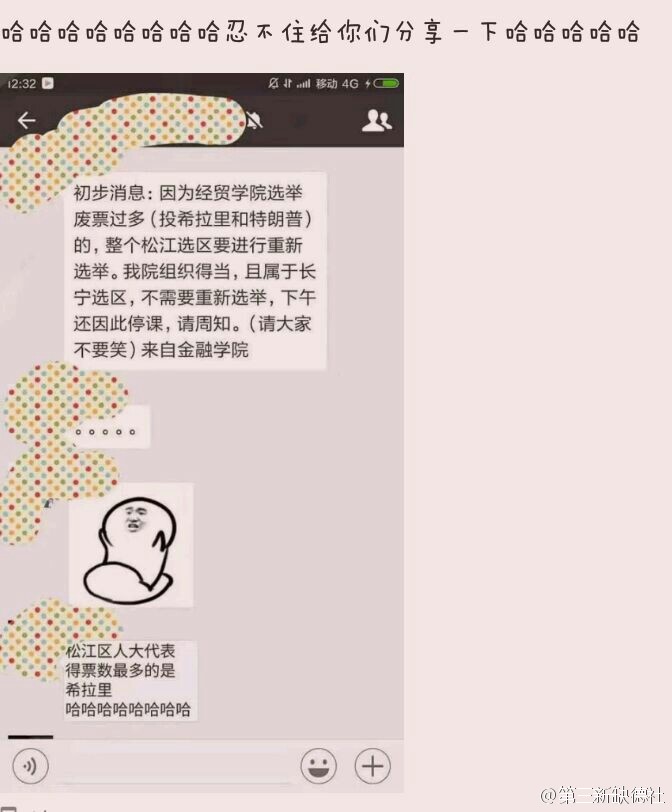 哈哈哈哈哈哈哈哈忍不住给你们分享一下哈哈哈哈哈
12:32
移动 4G
初步消息：因为经贸学院选举
废票过多（投希拉里和特朗普）
的，整个松江选区要进行重新
选举。我院组织得当，且属于长
宁选区，不需要重新选举，下午
还因此停课，请周知。（请大家
不要笑）来自金融学院
。。。。。
松江区人大代表
得票数最多的是
希拉里
哈哈哈哈哈哈哈哈
@第三新缺德社